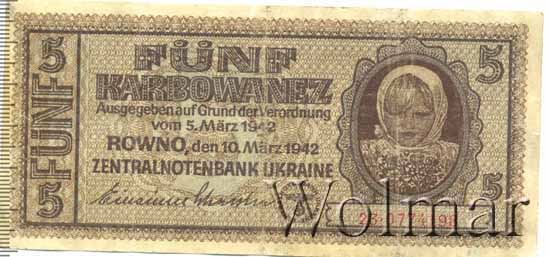 5 FÜNF 5
FÜNF
KARBOWANEZ
Ausgegeben auf Grund der Verordnung
vom 5. März 1942
ROWNO, den 10. März 1942
ZENTRALNOTENBANK UKRAINE
5 5
Wolmar